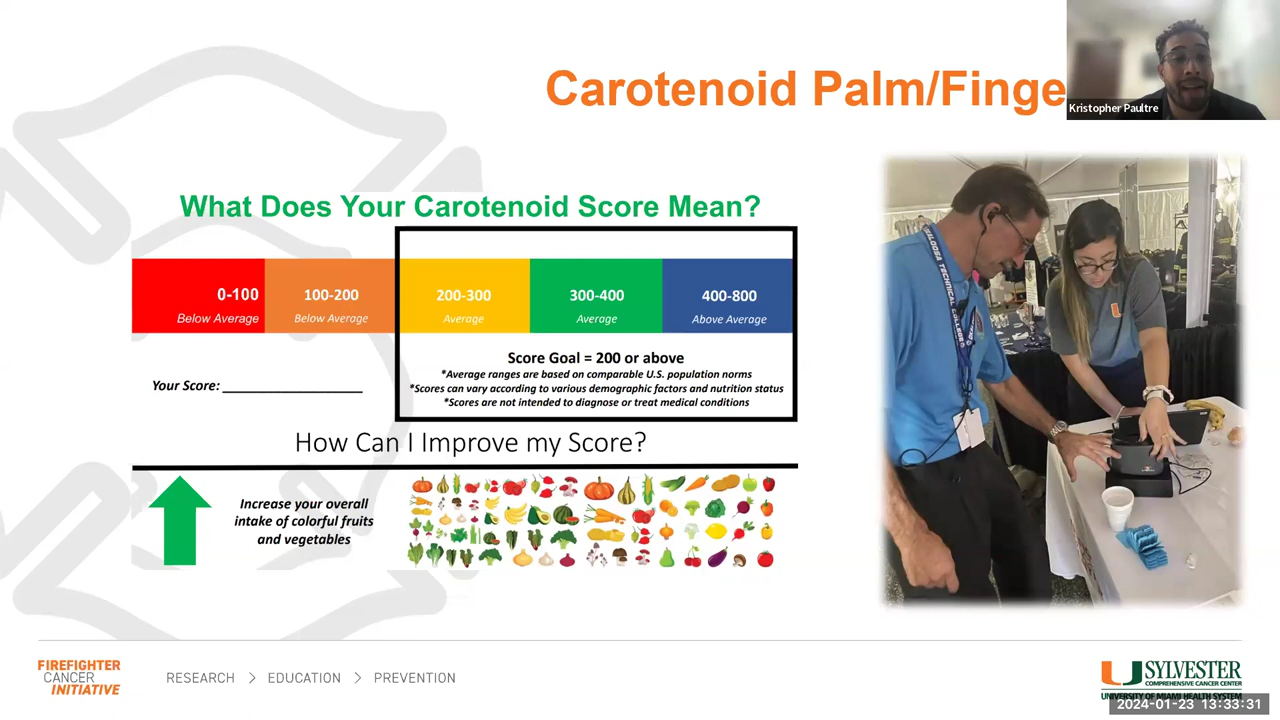 Carotenoid Palm/Finge
Kristopher Paultre
What Does Your Carotenoid Score Mean?
0-100
Below Average
100-200
Below Average
200-300
Average
300-400
Average
400-800
Above Average
Score Goal = 200 or above
*Average ranges are based on comparable U.S. population norms
*Scores can vary according to various demographic factors and nutrition status
*Scores are not intended to diagnose or treat medical conditions
Your Score:
How Can I Improve my Score?
Increase your overall
intake of colorful fruits
and vegetables
OKALOOSA TECHNICAL COLLEGE
FIREFIGHTER
CANCER
INITIATIVE
RESEARCH > EDUCATION > PREVENTION
SYLVESTER
COMPREHENSIVE CANCER CENTER
UNIVERSITY OF MIAMI HEALTH SYSTEM
2024-01-23 13:33:31